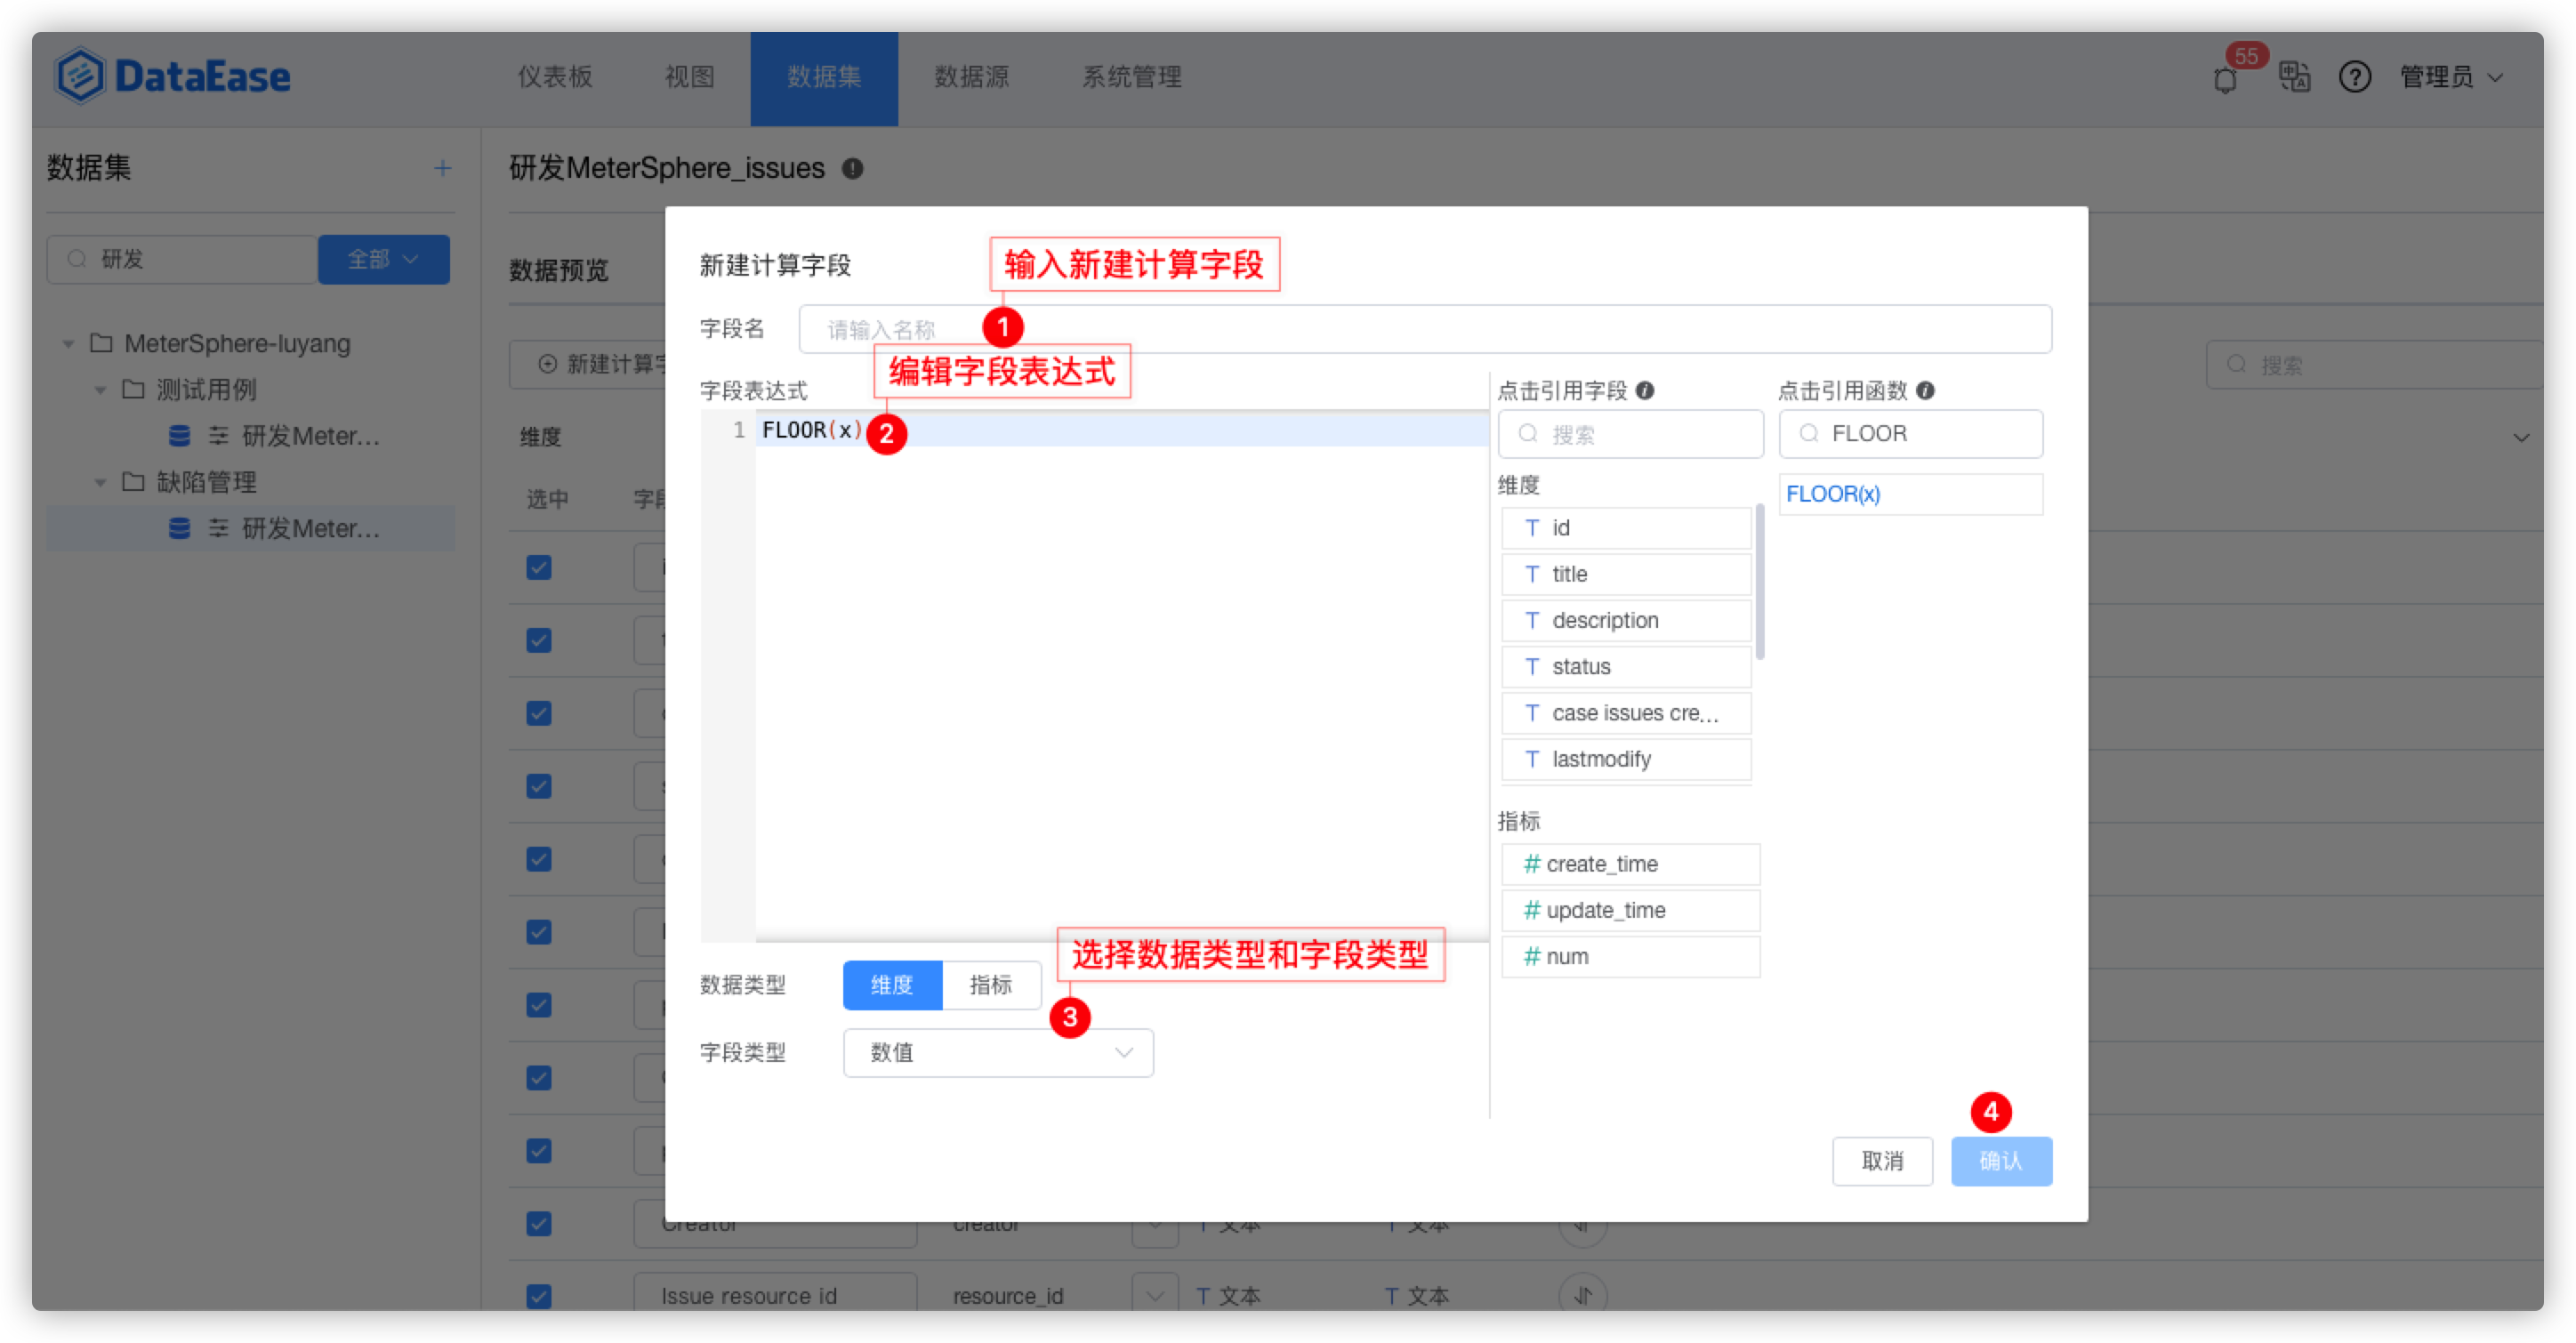 DataEase
仪表板
视图
数据集
数据源
系统管理
55
管理员
数据集
研发
全部
MeterSphere-luyang
测试用例
研发Meter...
缺陷管理
研发Meter...
研发MeterSphere_issues
数据预览
新建计算字
搜索
维度
选中
新建计算字段
输入新建计算字段
字段名
请输入名称
1
编辑字段表达式
字段表达式
1 FLOOR(x)
2
点击引用字段
搜索
维度
T id
T title
T description
T status
T case issues cre...
T lastmodify
指标
# create_time
# update_time
# num
点击引用函数
FLOOR
FLOOR(x)
选择数据类型和字段类型
数据类型
维度
指标
3
字段类型
数值
4
取消
确认
Creator
creator
T 文本
T 文本
Issue resource id
resource_id
T 文本
T 文本